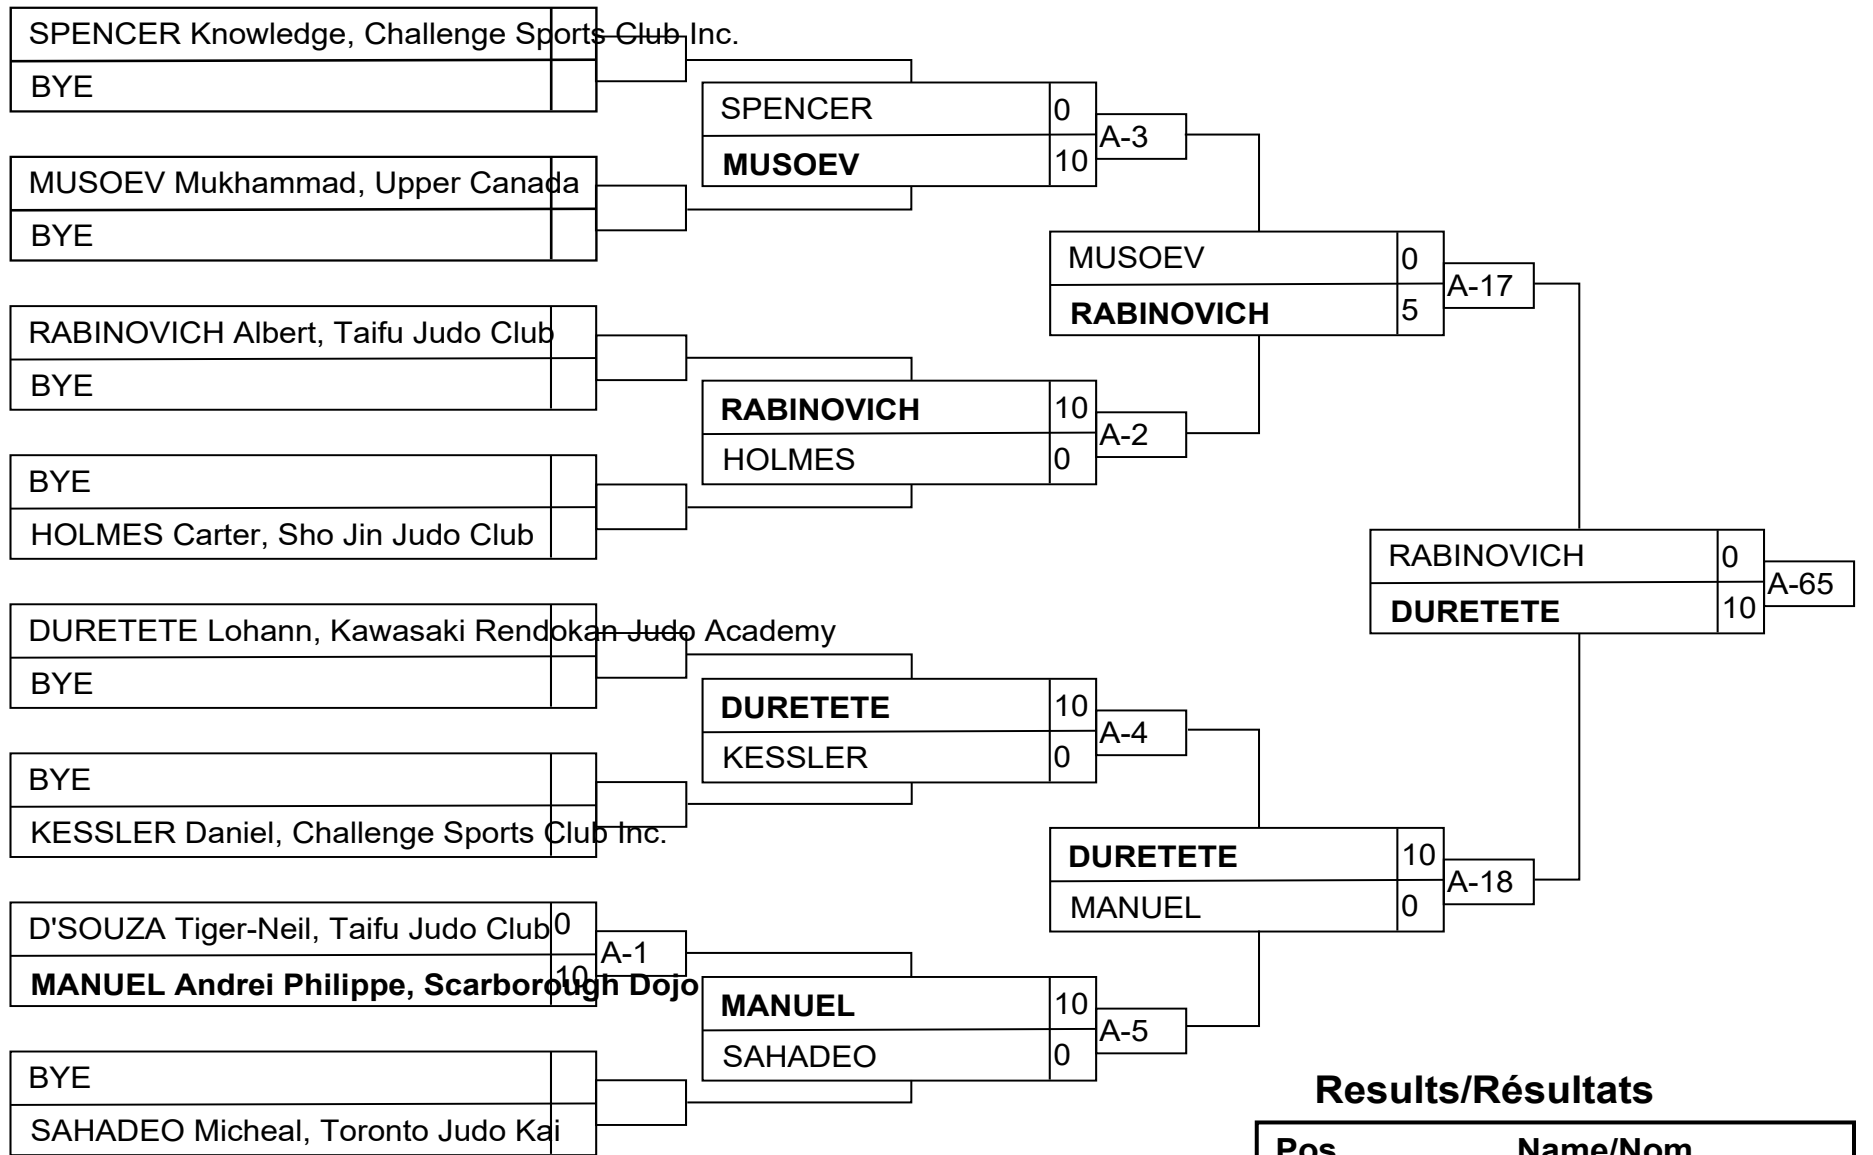 SPENCER Knowledge, Challenge Sports Club Inc.
BYE
MUSOEV Mukhammad, Upper Canada
BYE
RABINOVICH Albert, Taifu Judo Club
BYE
BYE
HOLMES Carter, Sho Jin Judo Club
DURETETE Lohann, Kawasaki Rendokan Judo Academy
BYE
BYE
KESSLER Daniel, Challenge Sports Club Inc.
D'SOUZA Tiger-Neil, Taifu Judo Club 0
MANUEL Andrei Philippe, Scarborough Dojo 10
A-1
BYE
SAHADEO Micheal, Toronto Judo Kai
SPENCER 0
MUSOEV 10
A-3
RABINOVICH 10
HOLMES 0
A-2
DURETETE 10
KESSLER 0
A-4
MANUEL 10
SAHADEO 0
A-5
MUSOEV 0
RABINOVICH 5
A-17
DURETETE 10
MANUEL 0
A-18
RABINOVICH 0
DURETETE 10
A-65
Results/Résultats
Pos Name/Nom